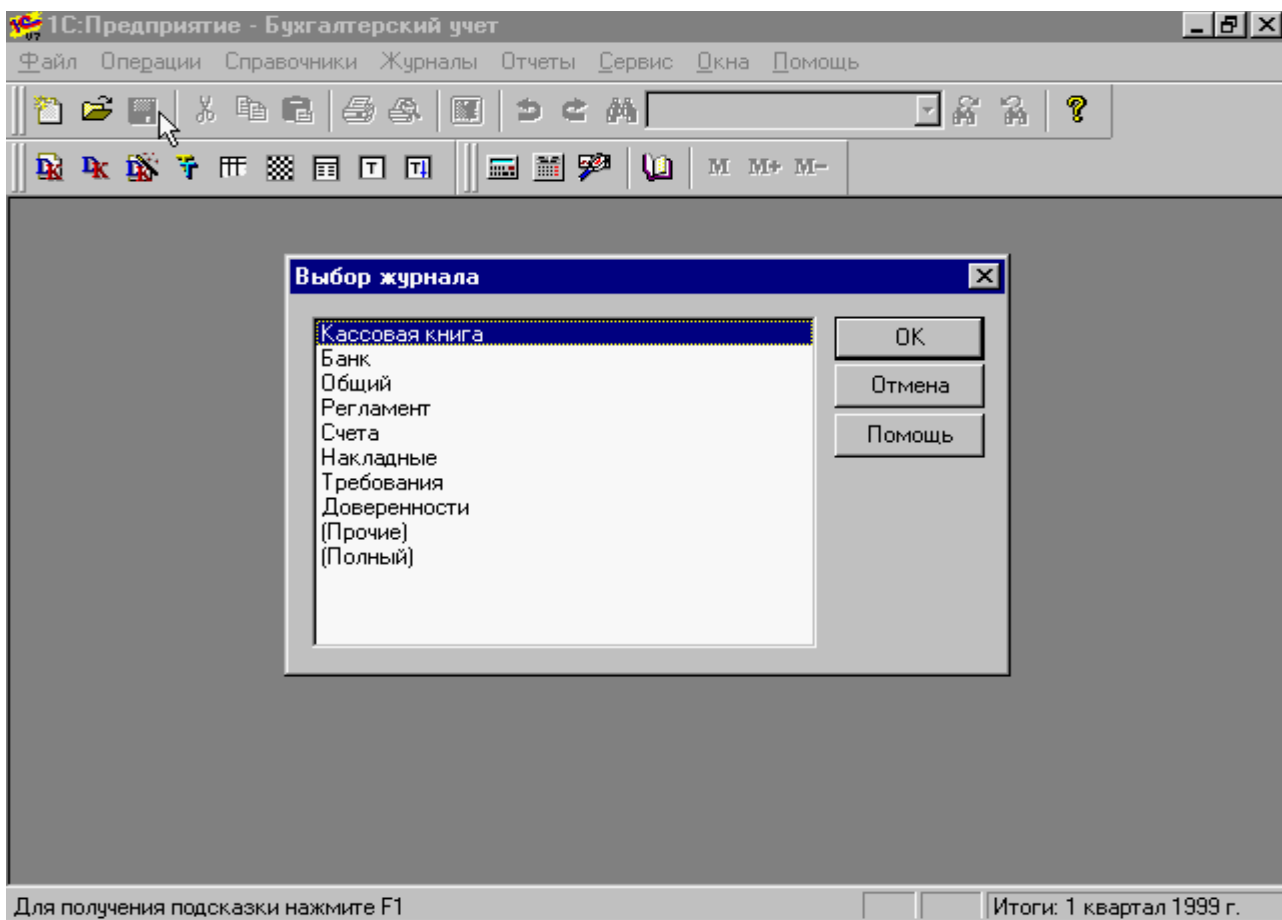 1С:Предприятие - Бухгалтерский учет
Файл Операции Справочники Журналы Отчеты Сервис Окна Помощь
M M+ M-
Выбор журнала
Кассовая книга
OK
Банк
Общий
Отмена
Регламент
Счета
Помощь
Накладные
Требования
Доверенности
(Прочие)
(Полный)
Для получения подсказки нажмите F1
Итоги: 1 квартал 1999 г.